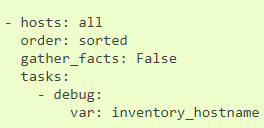 - hosts: all
  order: sorted
  gather_facts: False
  tasks:
    - debug:
        var: inventory_hostname